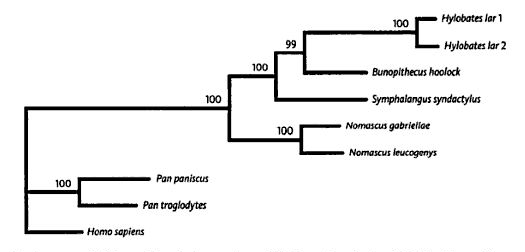 100 Hylobates lar 1
Hylobates lar 2
99
100 Bunopithecus hoolock
100 Symphalangus syndactylus
100 Nomascus gabriellae
Nomascus leucogenys
100 Pan paniscus
Pan troglodytes
Homo sapiens